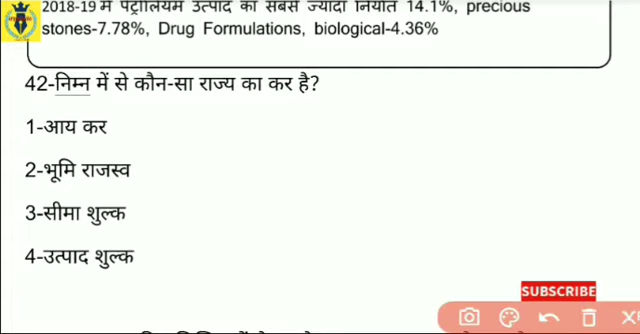 2018-19 में पेट्रोलियम उत्पाद का सबसे ज्यादा निर्यात 14.1%, precious
stones-7.78%, Drug Formulations, biological-4.36%
42-निम्न में से कौन-सा राज्य का कर है?
1-आय कर
2-भूमि राजस्व
3-सीमा शुल्क
4-उत्पाद शुल्क
SUBSCRIBE